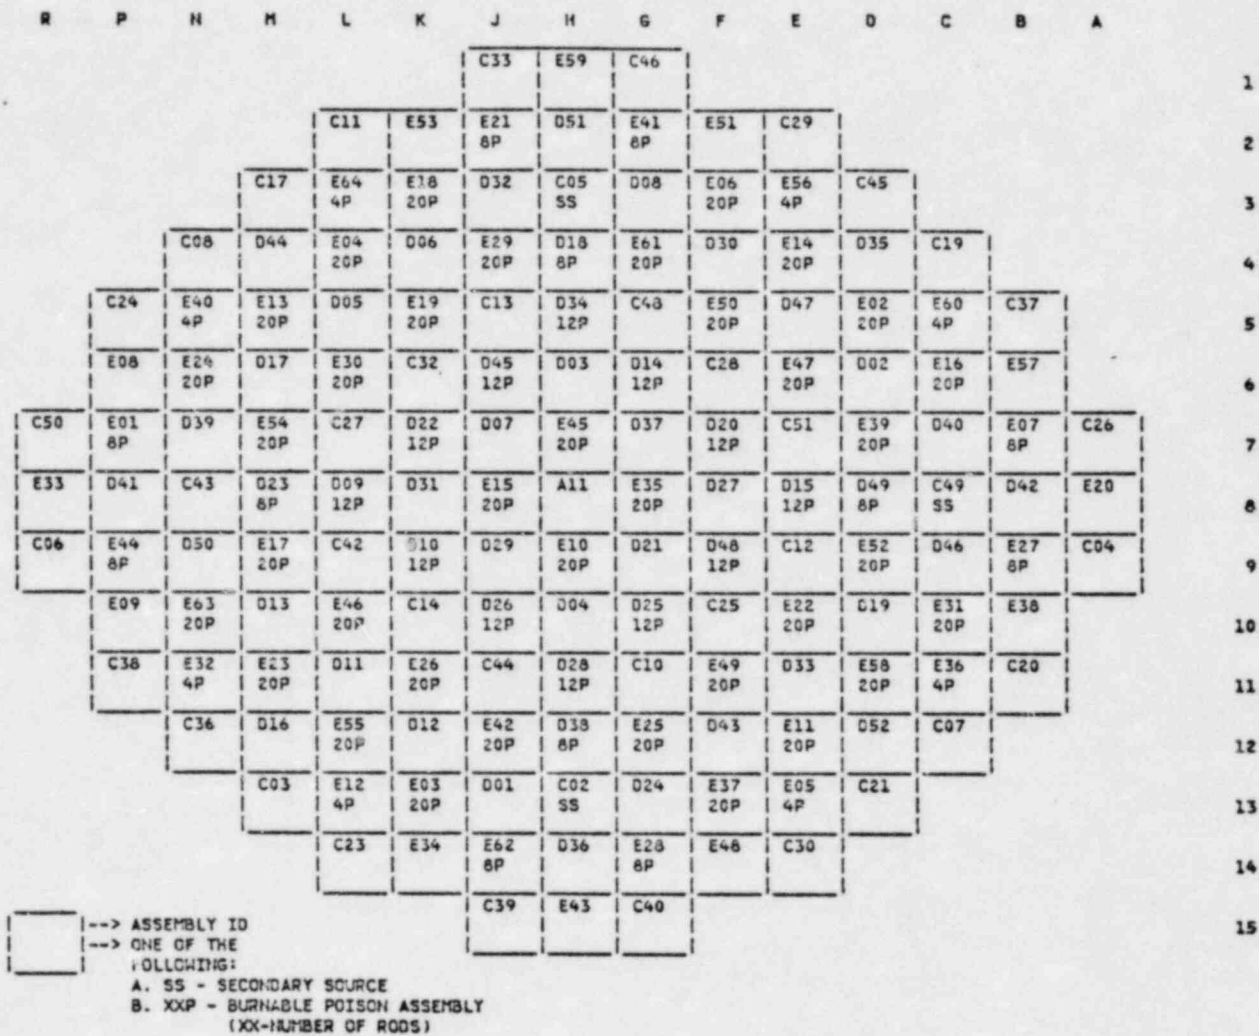 R P N M L K J H G F E D C B A
C33 E59 C46
1
C11 E53 E21 D51 E41 E51 C29
8P 8P
2
C17 E64 E18 D32 C05 D08 E06 E56 C45
4P 20P SS 20P 4P
3
C08 D44 E04 D06 E29 D18 E61 D30 E14 D35 C19
20P 20P 8P 20P 20P
4
C24 E40 E13 D05 E19 C13 D34 C48 E50 D47 E02 E60 C37
4P 20P 20P 12P 20P 20P 4P
5
E08 E24 D17 E30 C32 D45 D03 D14 C28 E47 D02 E16 E57
20P 20P 12P 12P 20P 20P
6
C50 E01 D39 E54 C27 D22 D07 E45 D37 D20 C51 E39 D40 E07 C26
8P 20P 12P 20P 12P 20P 8P
7
E33 D41 C43 D23 D09 D31 E15 A11 E35 D27 D15 D49 C49 D42 E20
8P 12P 20P 20P 12P 8P SS
8
C06 E44 D50 E17 C42 D10 D29 E10 D21 D48 C12 E52 D46 E27 C04
8P 20P 12P 20P 12P 20P 8P
9
E09 E63 D13 E46 C14 D26 D04 D25 C25 E22 D19 E31 E38
20P 20P 12P 12P 20P 20P
10
C38 E32 E23 D11 E26 C44 D28 C10 E49 D33 E58 E36 C20
4P 20P 20P 12P 20P 20P 4P
11
C36 D16 E55 D12 E42 D38 E25 D43 E11 D52 C07
20P 20P 8P 20P 20P
12
C03 E12 E03 D01 C02 D24 E37 E05 C21
4P 20P SS 20P 4P
13
C23 E34 E62 D36 E28 E48 C30
8P 8P
14
C39 E43 C40
15
--> ASSEMBLY ID
--> ONE OF THE
FOLLOWING:
A. SS - SECONDARY SOURCE
B. XXP - BURNABLE POISON ASSEMBLY
(XX-NUMBER OF RODS)